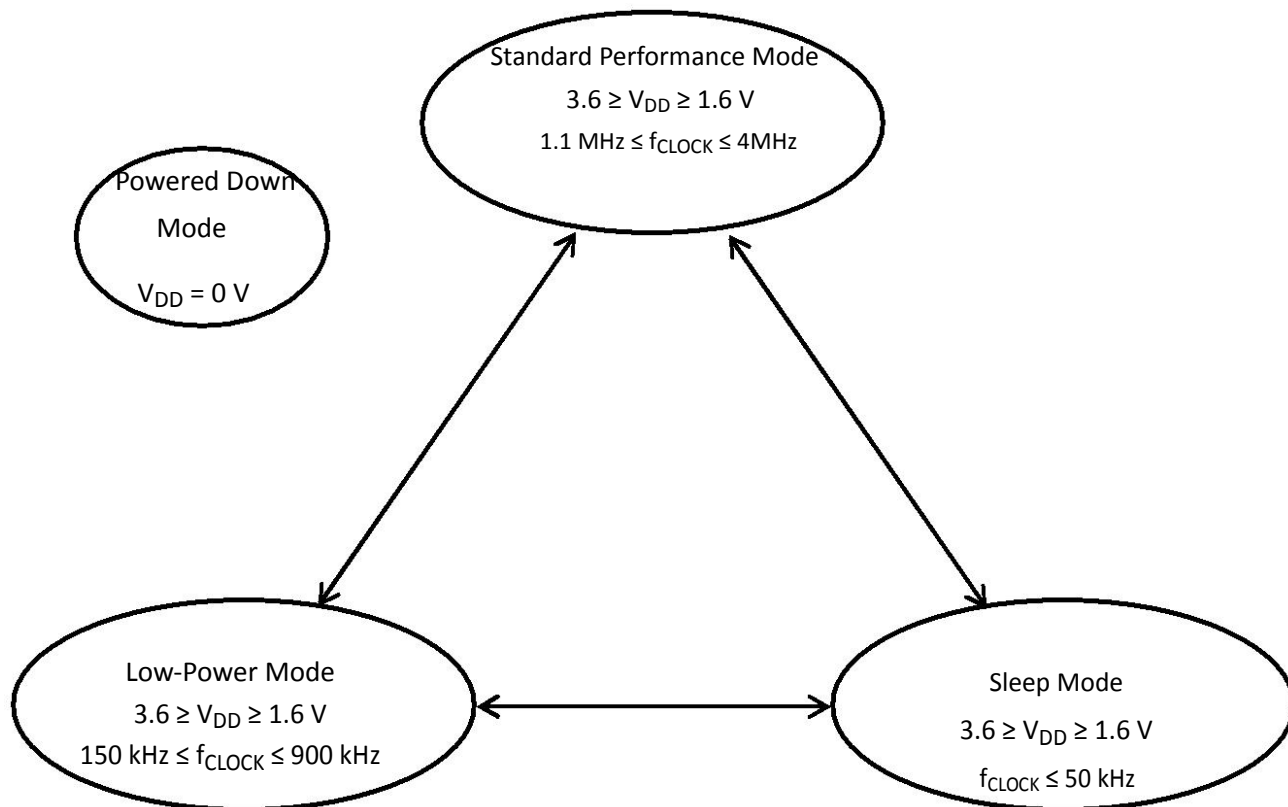 Standard Performance Mode
3.6 ≥ VDD ≥ 1.6 V
1.1 MHz ≤ fCLOCK ≤ 4MHz
Powered Down
Mode
VDD = 0 V
Low-Power Mode
3.6 ≥ VDD ≥ 1.6 V
150 kHz ≤ fCLOCK ≤ 900 kHz
Sleep Mode
3.6 ≥ VDD ≥ 1.6 V
fCLOCK ≤ 50 kHz